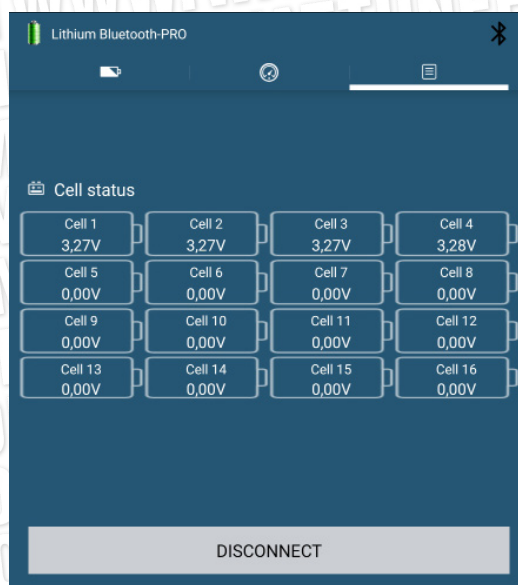 Lithium Bluetooth-PRO
Cell status
Cell 1 Cell 2 Cell 3 Cell 4
3,27V 3,27V 3,27V 3,28V
Cell 5 Cell 6 Cell 7 Cell 8
0,00V 0,00V 0,00V 0,00V
Cell 9 Cell 10 Cell 11 Cell 12
0,00V 0,00V 0,00V 0,00V
Cell 13 Cell 14 Cell 15 Cell 16
0,00V 0,00V 0,00V 0,00V
DISCONNECT